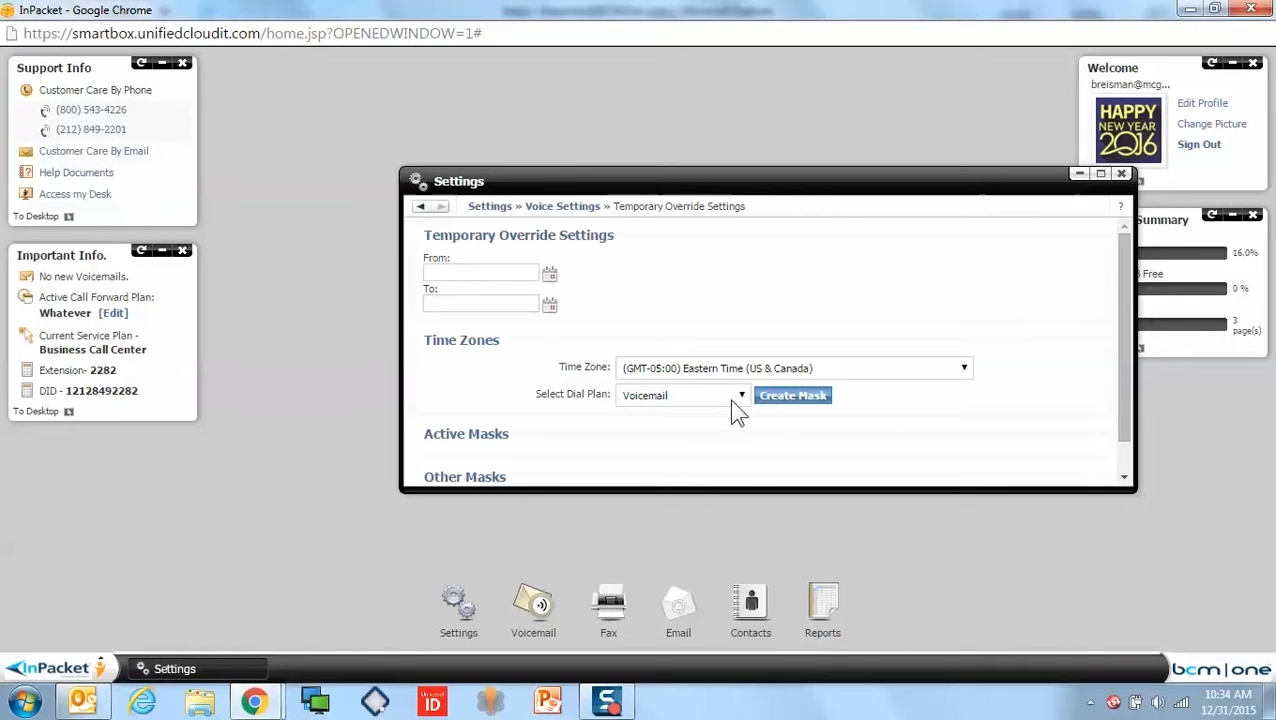 InPacket - Google Chrome
https://smartbox.unifiedcloudit.com/home.jsp?OPENEDWINDOW=1#
Support Info
Customer Care By Phone
(800) 543-4226
(212) 849-2201
Customer Care By Email
Help Documents
Access my Desk
To Desktop
Important Info.
No new Voicemails.
Active Call Forward Plan:
Whatever [Edit]
Current Service Plan -
Business Call Center
Extension- 2282
DID - 12128492282
To Desktop
Settings
Settings » Voice Settings » Temporary Override Settings
?
Temporary Override Settings
From:
To:
Time Zones
Time Zone: (GMT-05:00) Eastern Time (US & Canada)
Select Dial Plan: Voicemail Create Mask
Active Masks
Other Masks
Welcome
breisman@mcg...
HAPPY
NEW YEAR
2016
Edit Profile
Change Picture
Sign Out
Summary
16.0%
Free
0 %
3
page(s)
Settings
Voicemail
Fax
Email
Contacts
Reports
inPacket
Settings
bcm|one
Universal
ID
10:34 AM
12/31/2015